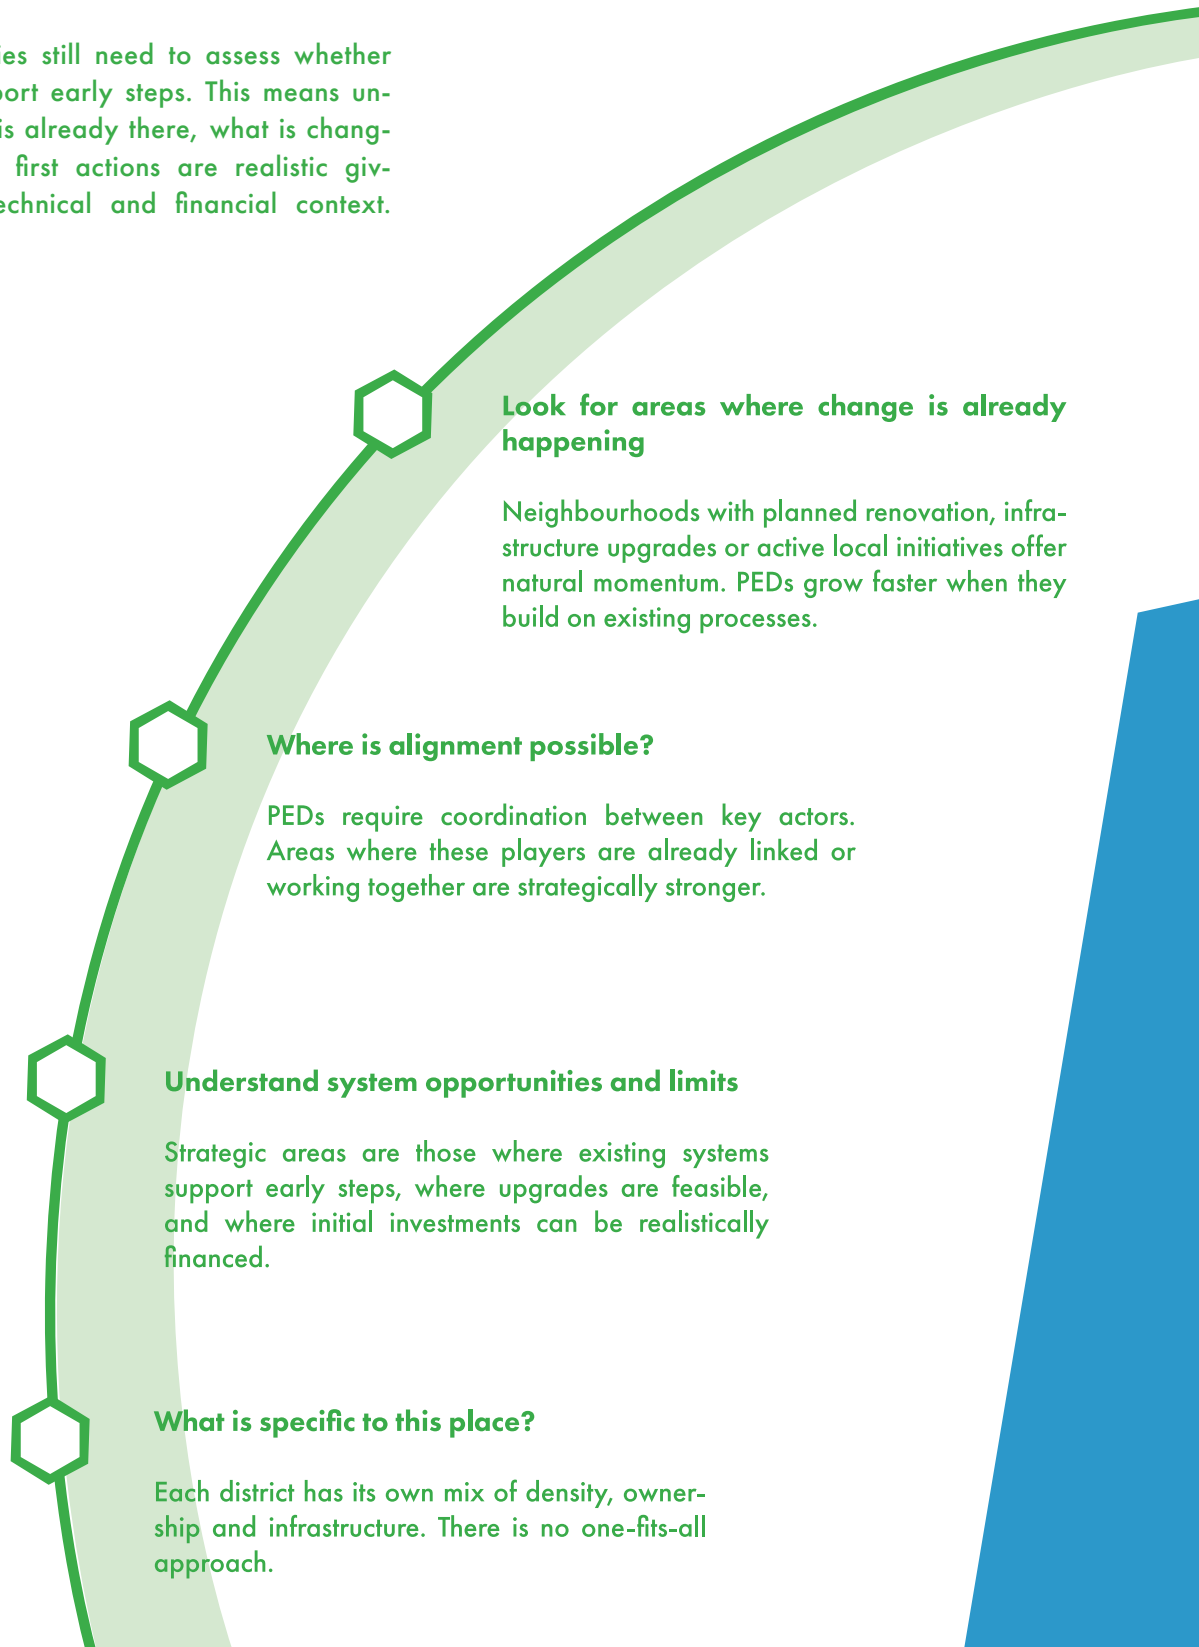 still need to assess whether
early steps. This means un-
is already there, what is chang-
first actions are realistic giv-
technical and financial context.
Look for areas where change is already
happening
Neighbourhoods with planned renovation, infra-
structure upgrades or active local initiatives offer
natural momentum. PEDs grow faster when they
build on existing processes.
Where is alignment possible?
PEDs require coordination between key actors.
Areas where these players are already linked or
working together are strategically stronger.
Understand system opportunities and limits
Strategic areas are those where existing systems
support early steps, where upgrades are feasible,
and where initial investments can be realistically
financed.
What is specific to this place?
Each district has its own mix of density, owner-
ship and infrastructure. There is no one-fits-all
approach.